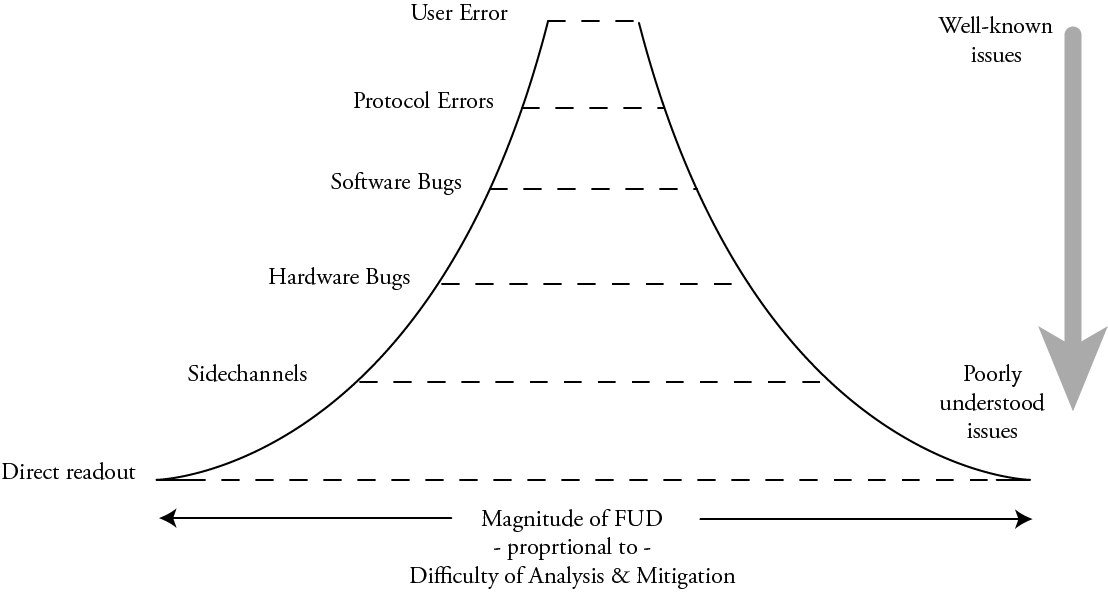 User Error
Well-known
issues
Protocol Errors
Software Bugs
Hardware Bugs
Sidechannels
Poorly
understood
issues
Direct readout
Magnitude of FUD
- proprtional to -
Difficulty of Analysis & Mitigation